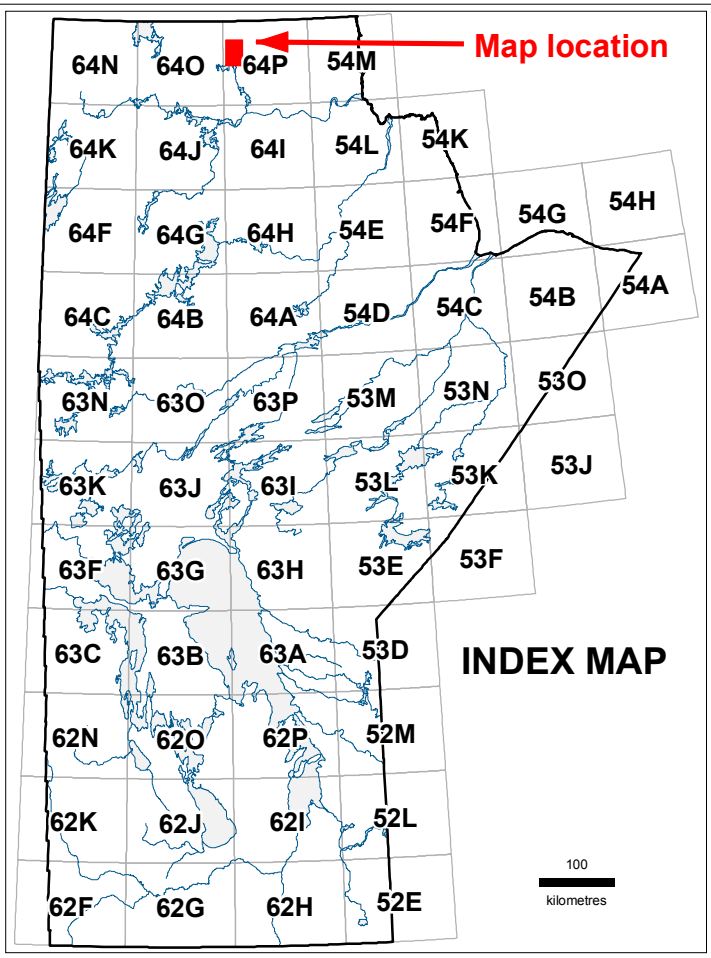 Map location
64N 64O 64P 54M
64K 64J 64I 54L 54K
64F 64G 64H 54E 54F 54G 54H
64C 64B 64A 54D 54C 54B 54A
63N 63O 63P 53M 53N 53O
63K 63J 63I 53L 53K 53J
63F 63G 63H 53E 53F
63C 63B 63A 53D
INDEX MAP
62N 62O 62P 52M
62K 62J 62I 52L
62F 62G 62H 52E
100
kilometres